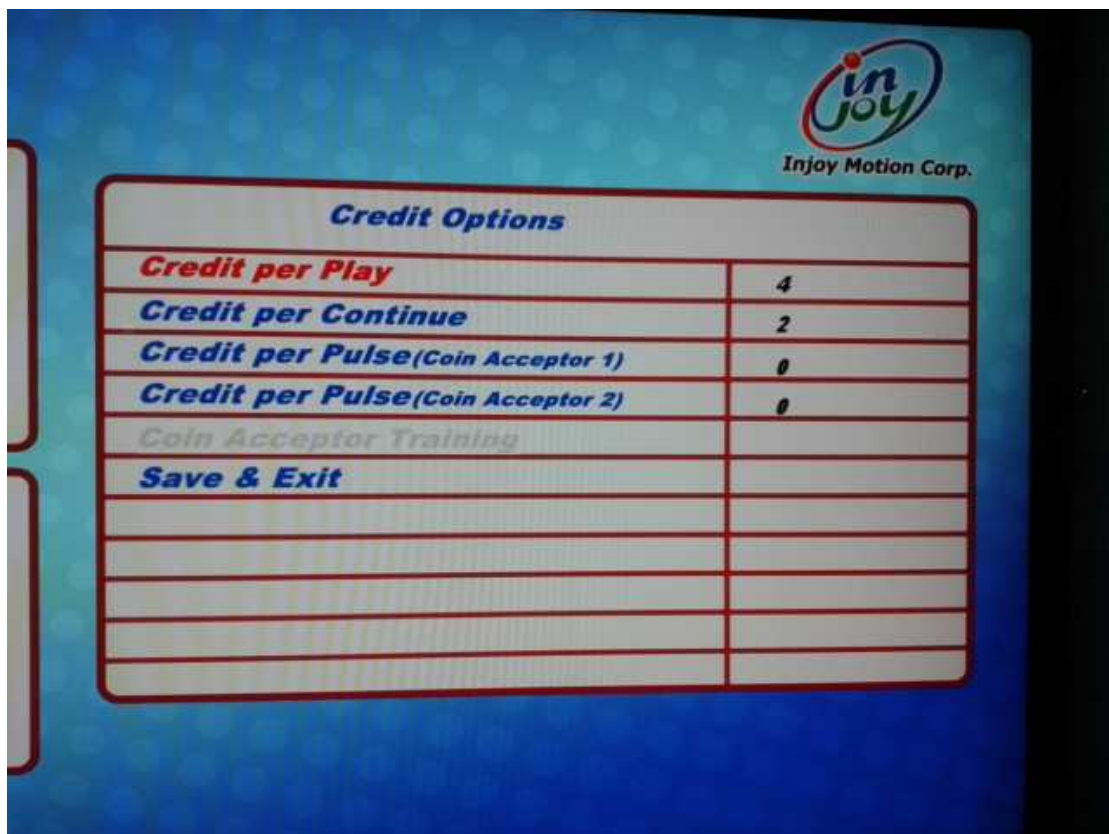 in
joy
Injoy Motion Corp.
Credit Options
Credit per Play 4
Credit per Continue 2
Credit per Pulse(Coin Acceptor 1) 0
Credit per Pulse(Coin Acceptor 2) 0
Coin Acceptor Training
Save & Exit